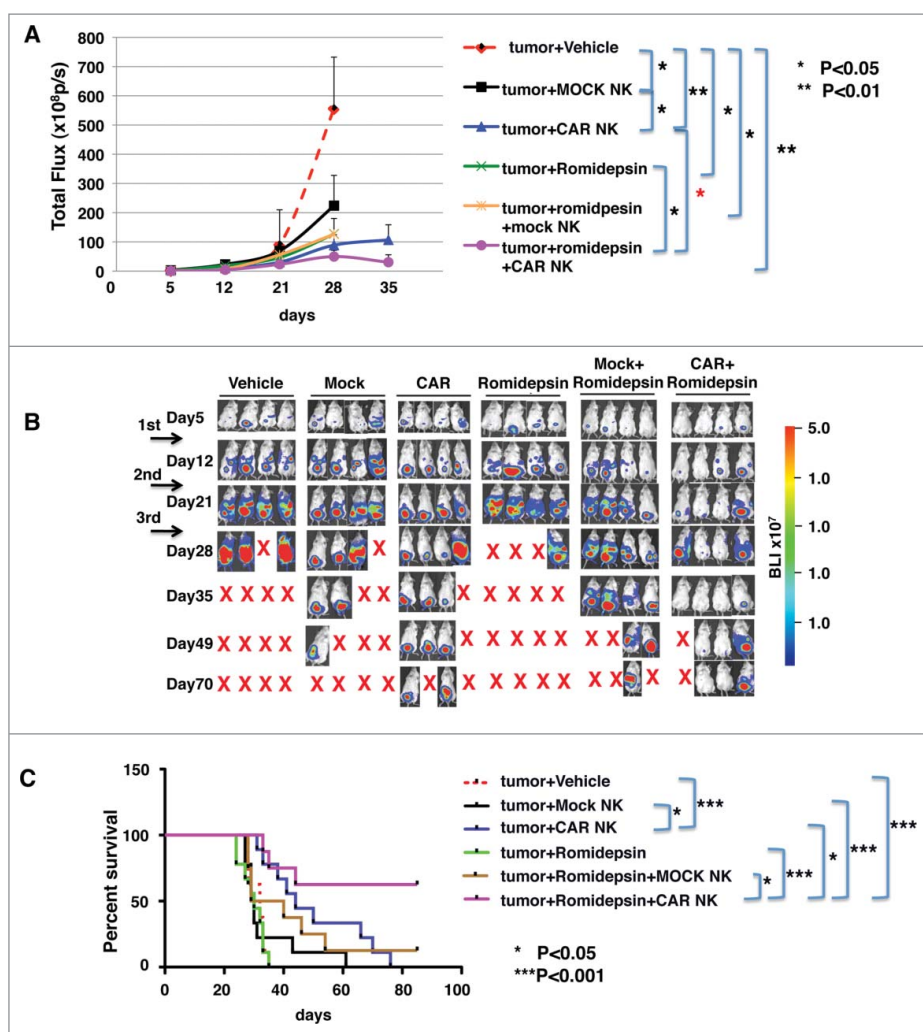 A
800
700
600
500
400
300
200
100
0
Total Flux (x10⁸p/s)
0 5 12 21 28 35
days
tumor+Vehicle
tumor+MOCK NK
tumor+CAR NK
tumor+Romidepsin
tumor+romidpesin
+mock NK
tumor+romidepsin
+CAR NK
* * ** * * ** * *
* P<0.05
** P<0.01
B
Vehicle Mock CAR Romidepsin Mock+ Romidepsin CAR+ Romidepsin
Day5
1st
Day12
2nd
Day21
3rd
Day28 X X X X X
Day35 X X X X X X X X X X X
Day49 X X X X X X X X X X X X X X X
Day70 X X X X X X X X X X X X X X X X X
5.0
1.0
1.0
1.0
1.0
BLI x10⁷
C
150
100
50
0
Percent survival
0 20 40 60 80 100
days
tumor+Vehicle
tumor+Mock NK
tumor+CAR NK
tumor+Romidepsin
tumor+Romidepsin+MOCK NK
tumor+Romidepsin+CAR NK
* *** * *** * *** ***
* P<0.05
***P<0.001